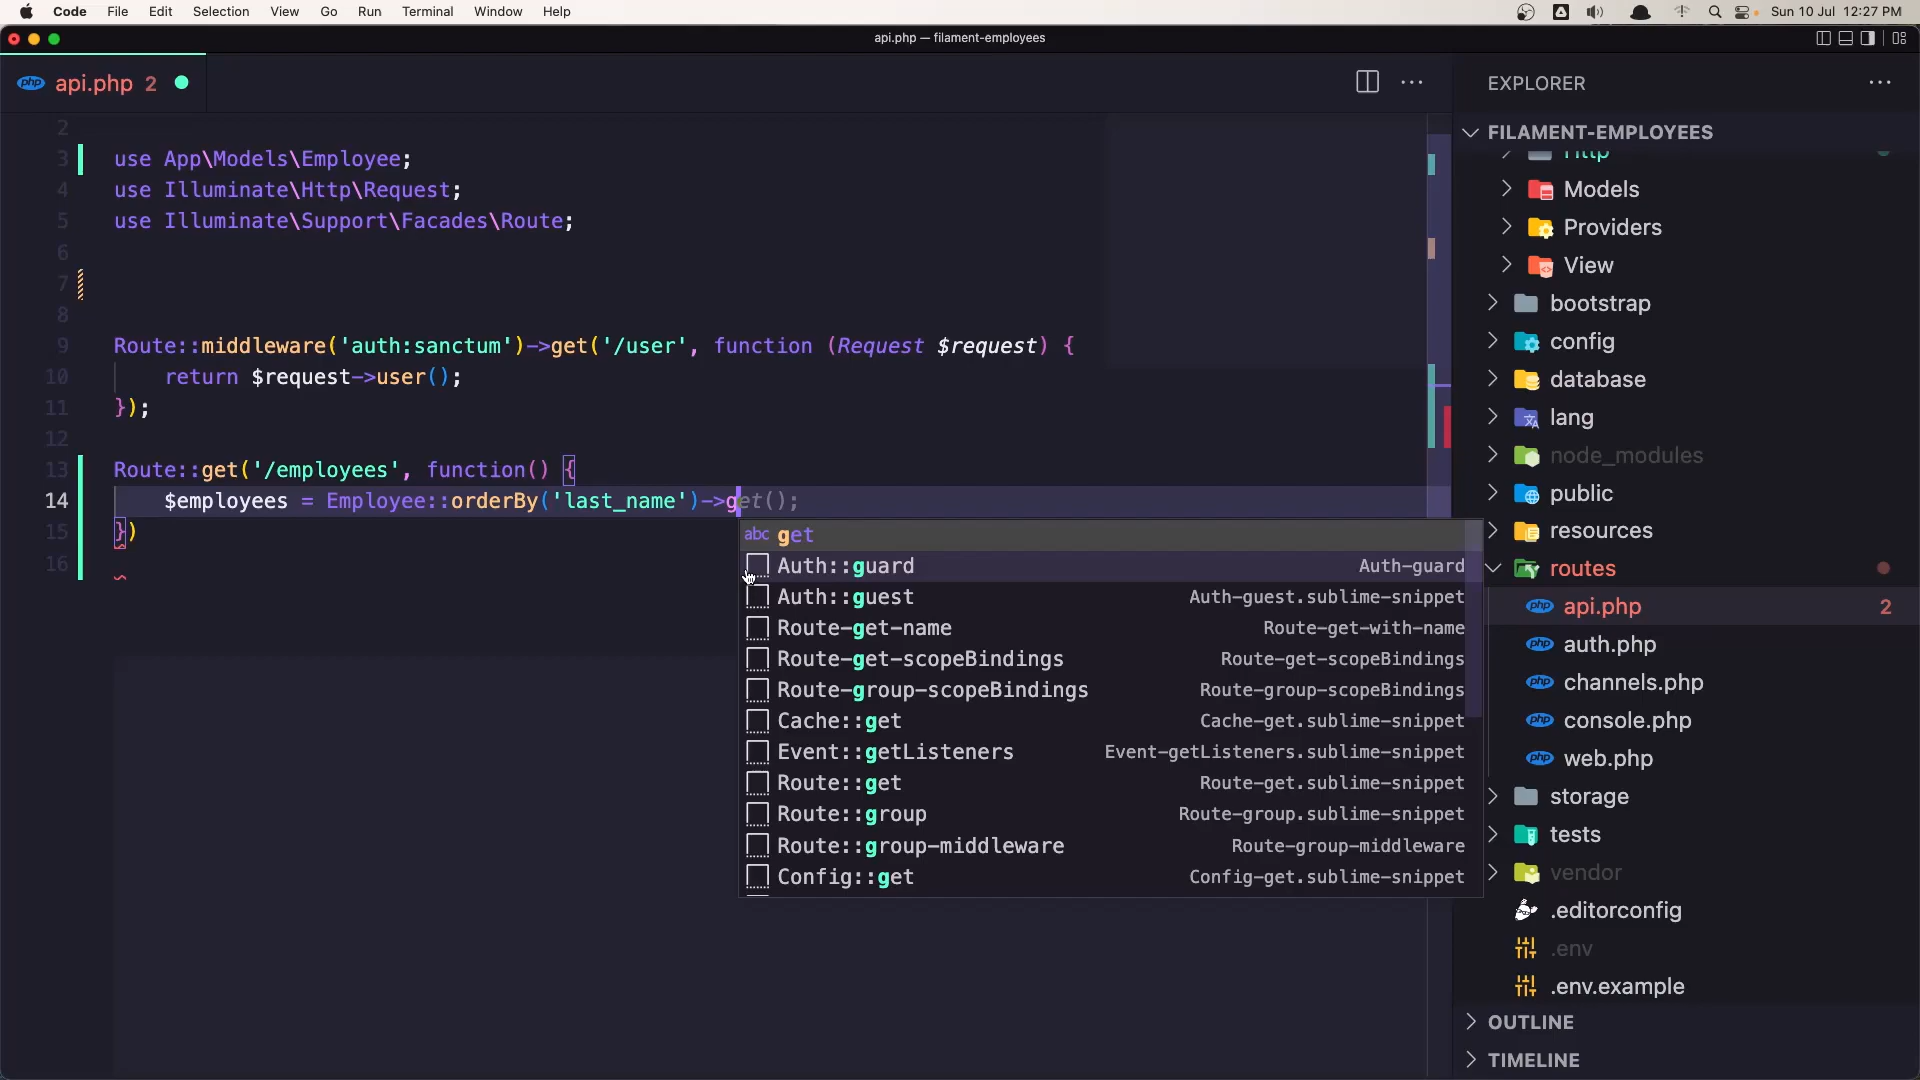 Code File Edit Selection View Go Run Terminal Window Help Sun 10 Jul 12:27 PM
api.php — filament-employees
php api.php 2
2
3 use App\Models\Employee;
4 use Illuminate\Http\Request;
5 use Illuminate\Support\Facades\Route;
6
7
8
9 Route::middleware('auth:sanctum')->get('/user', function (Request $request) {
10 return $request->user();
11 });
12
13 Route::get('/employees', function() {
14 $employees = Employee::orderBy('last_name')->get();
15 })
16
abc get
Auth::guard Auth-guard
Auth::guest Auth-guest.sublime-snippet
Route-get-name Route-get-with-name
Route-get-scopeBindings Route-get-scopeBindings
Route-group-scopeBindings Route-group-scopeBindings
Cache::get Cache-get.sublime-snippet
Event::getListeners Event-getListeners.sublime-snippet
Route::get Route-get.sublime-snippet
Route::group Route-group.sublime-snippet
Route::group-middleware Route-group-middleware
Config::get Config-get.sublime-snippet
EXPLORER
FILAMENT-EMPLOYEES
Http
Models
Providers
View
bootstrap
config
database
lang
node_modules
public
resources
routes
php api.php 2
php auth.php
php channels.php
php console.php
php web.php
storage
tests
vendor
.editorconfig
.env
.env.example
OUTLINE
TIMELINE